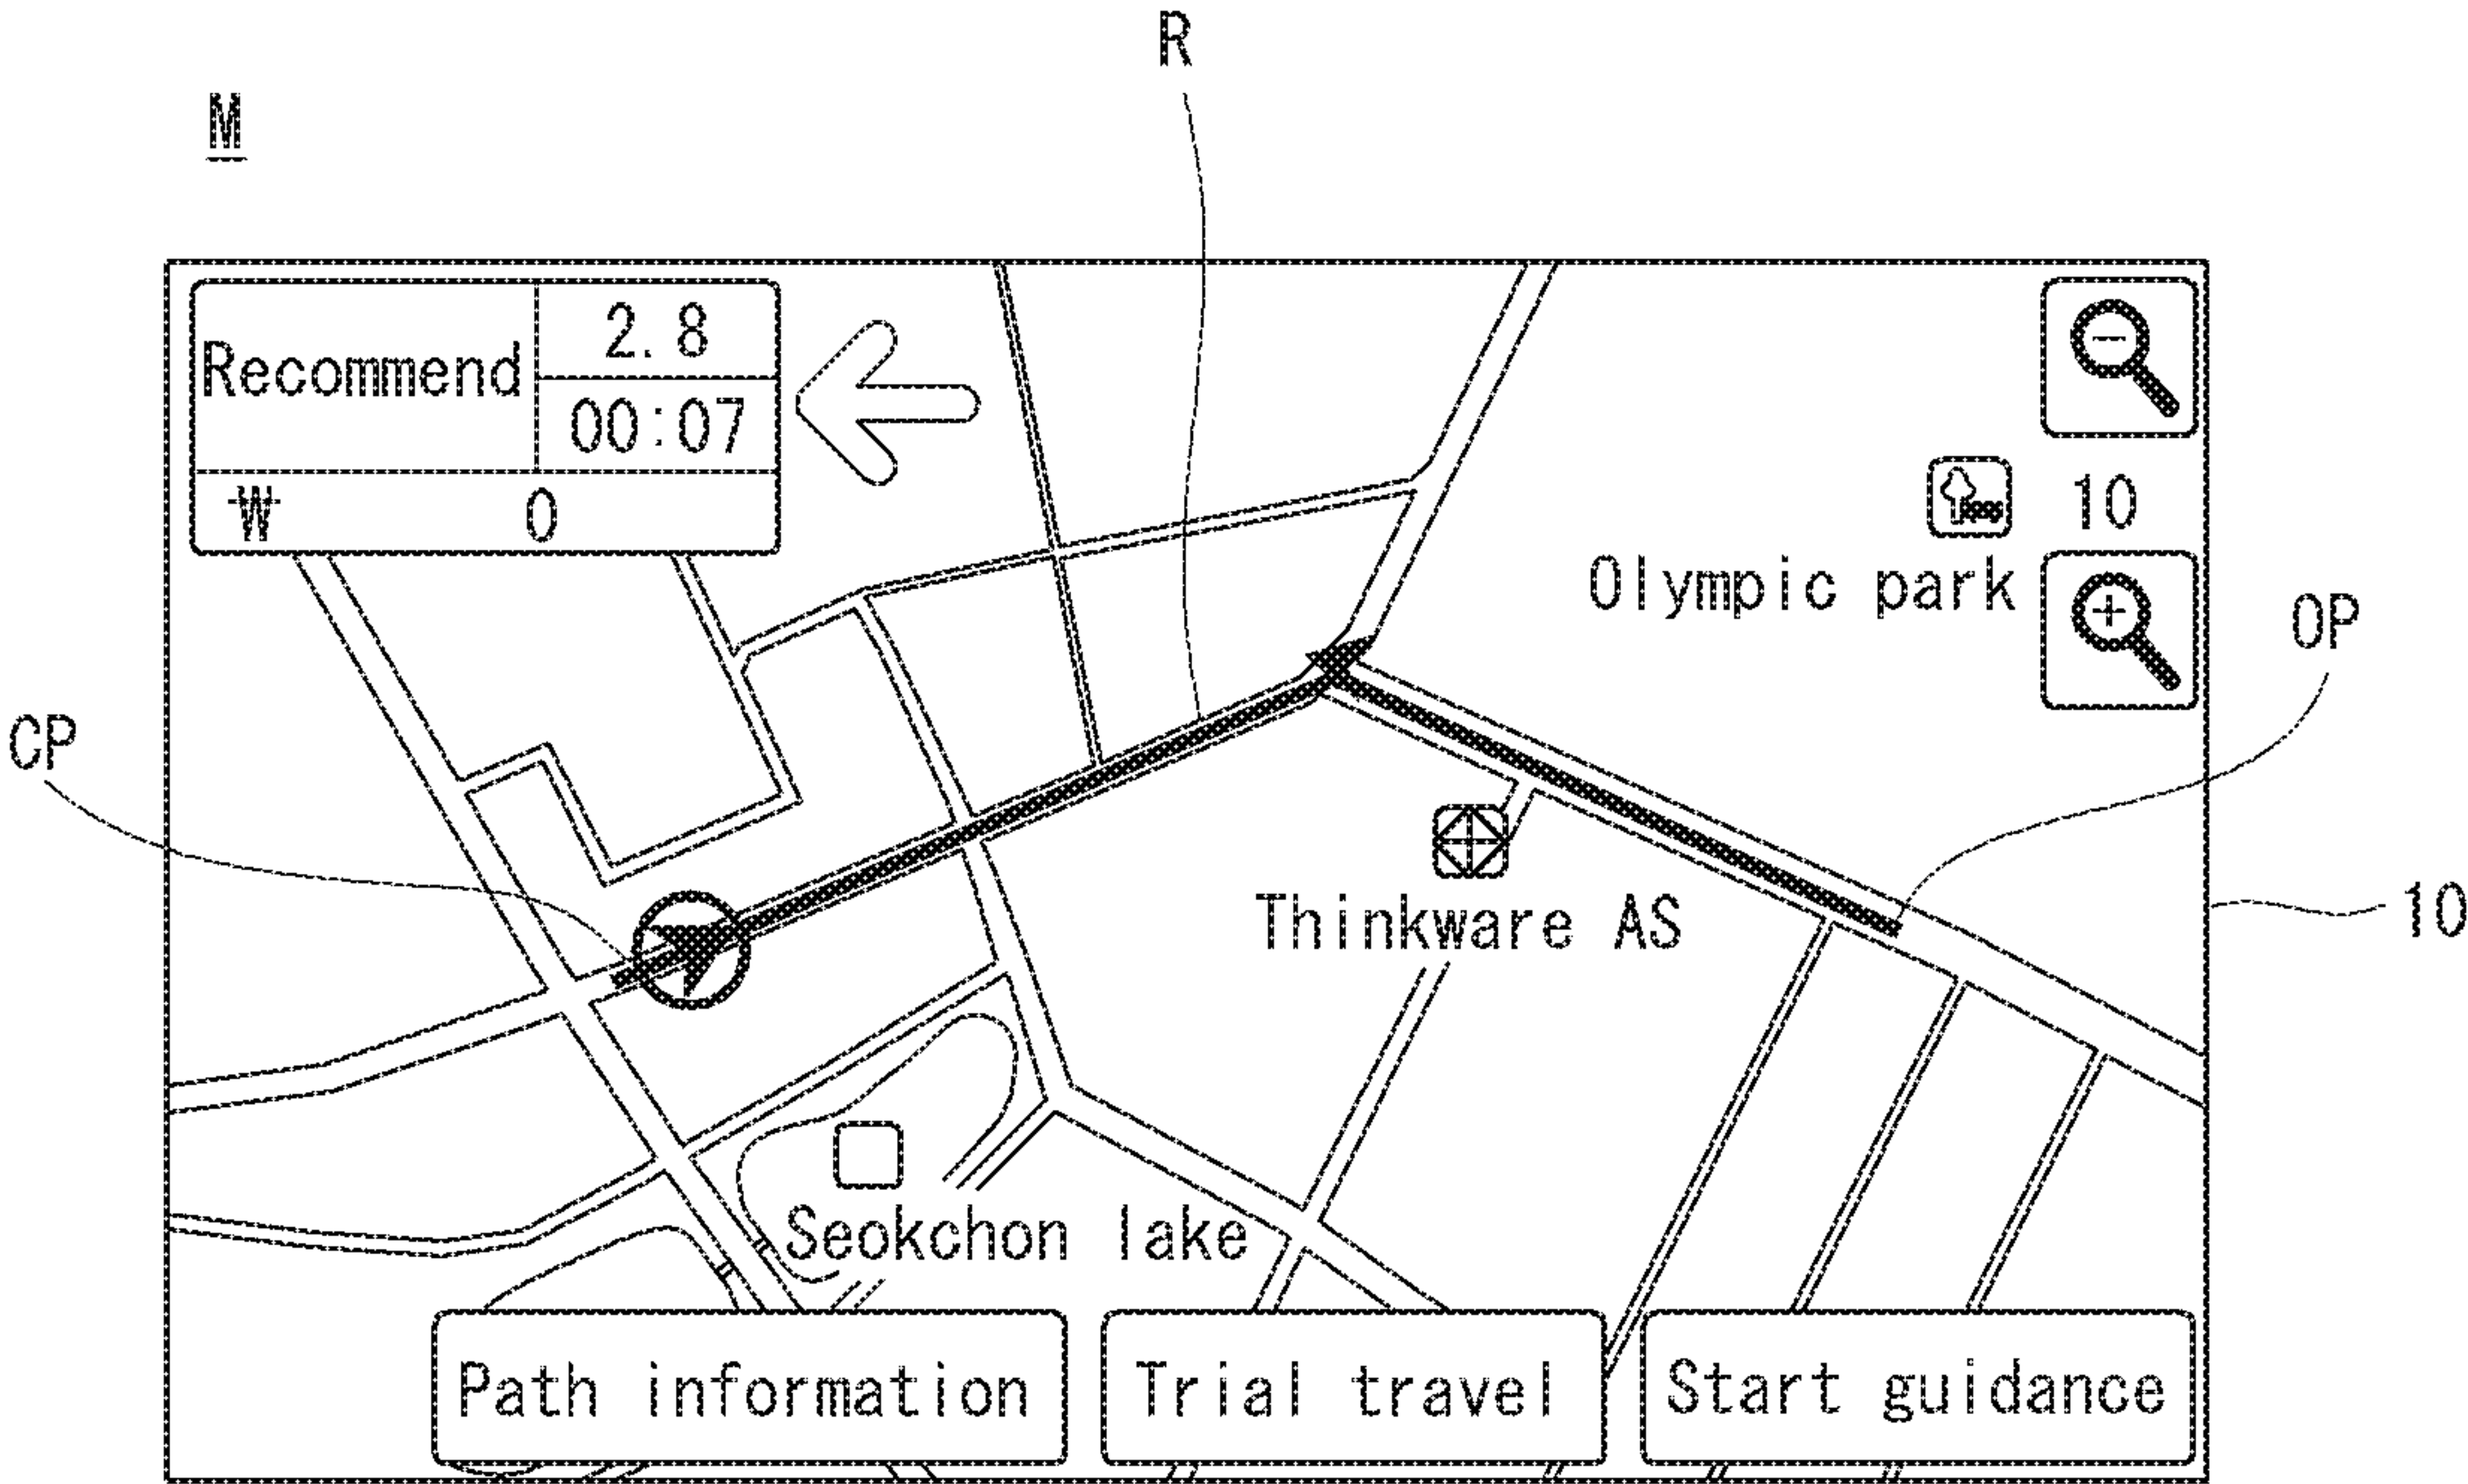 R
M
Recommend
2.8
00:07
₩ 0
10
Olympic park
OP
CP
Thinkware AS
10
Seokchon lake
Path information
Trial travel
Start guidance